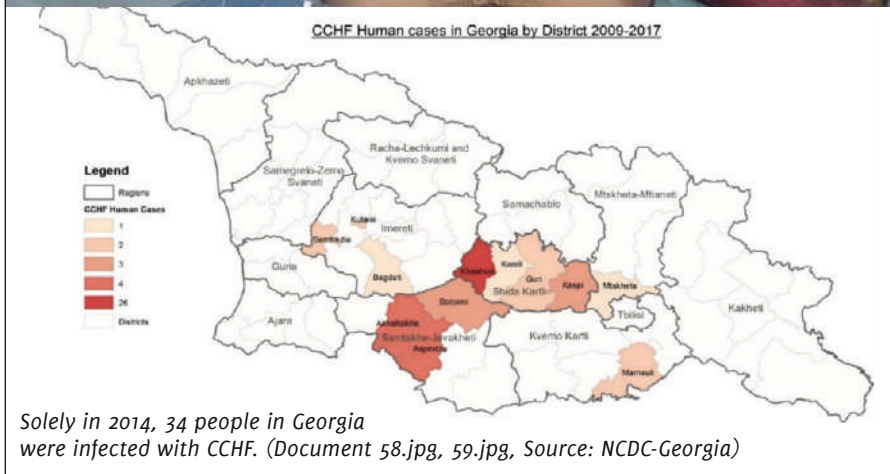 CCHF Human cases in Georgia by District 2009-2017
Apkhazeti
Racha-Lechkumi and
Kvemo Svaneti
Samegrelo-Zemo
Svaneti
Samachablo
Mtskheta-Mtianeti
Legend
Regions
CCHF Human Cases
1
2
3
4
26
Districts
Kutaisi
Imereti
Samtredia
Guria
Bagdati
Khashuri
Kareli
Gori
Kaspi
Mtskheta
Shida Kartli
Tbilisi
Kakheti
Ajara
Borjomi
Akhaltsikhe
Samtskhe-Javakheti
Aspindza
Kvemo Kartli
Marneuli
Solely in 2014, 34 people in Georgia
were infected with CCHF. (Document 58.jpg, 59.jpg, Source: NCDC-Georgia)